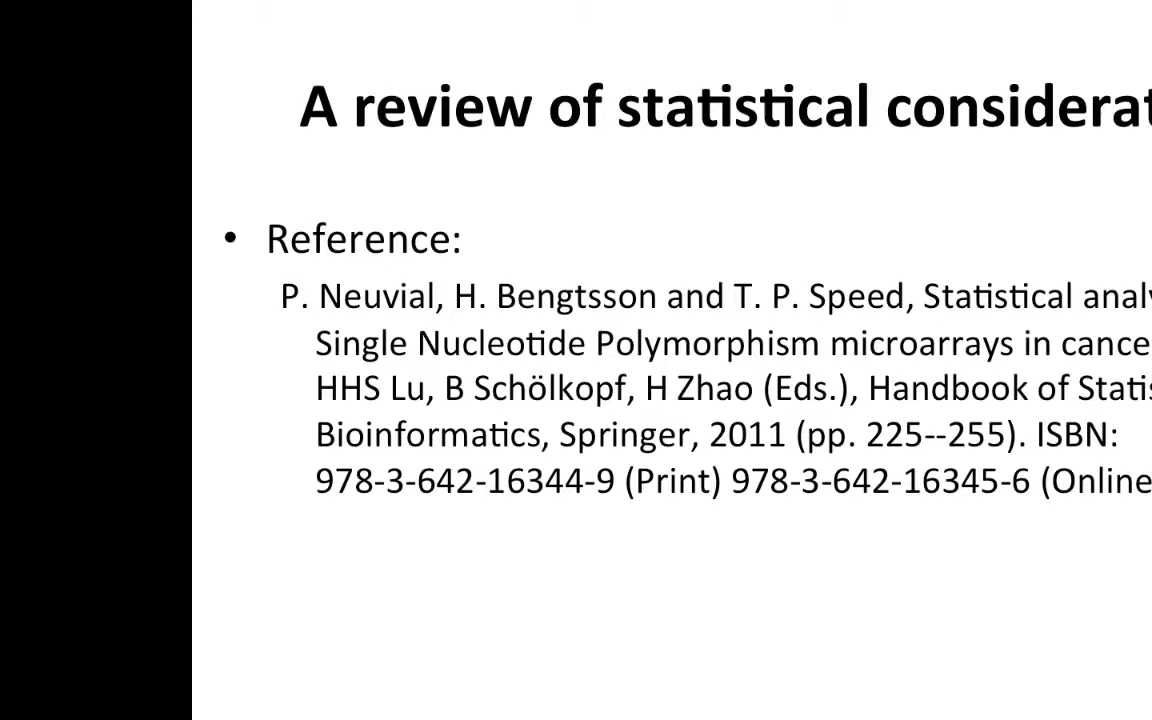 A review of statistical considerat
• Reference:
P. Neuvial, H. Bengtsson and T. P. Speed, Statistical analy
Single Nucleotide Polymorphism microarrays in cance
HHS Lu, B Schölkopf, H Zhao (Eds.), Handbook of Statis
Bioinformatics, Springer, 2011 (pp. 225--255). ISBN:
978-3-642-16344-9 (Print) 978-3-642-16345-6 (Online